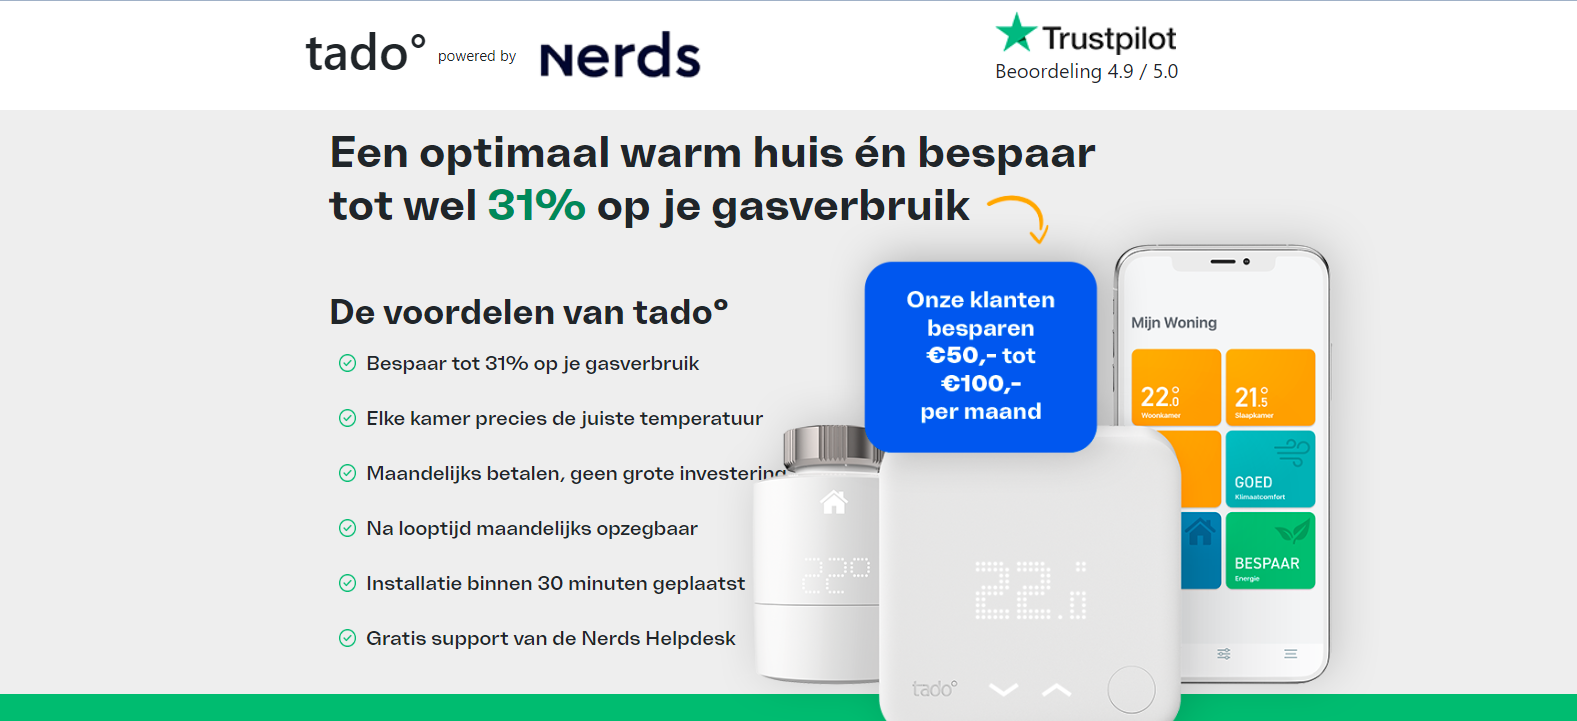 tado° powered by Nerds
Trustpilot
Beoordeling 4.9 / 5.0
Een optimaal warm huis én bespaar
tot wel 31% op je gasverbruik
De voordelen van tado°
Bespaar tot 31% op je gasverbruik
Elke kamer precies de juiste temperatuur
Maandelijks betalen, geen grote investering
Na looptijd maandelijks opzegbaar
Installatie binnen 30 minuten geplaatst
Gratis support van de Nerds Helpdesk
Onze klanten
besparen
€50,- tot
€100,-
per maand
Mijn Woning
22.0°
Woonkamer
21.5°
Slaapkamer
GOED
Klimaatcomfort
BESPAAR
Energie
22°
22.i
tado°